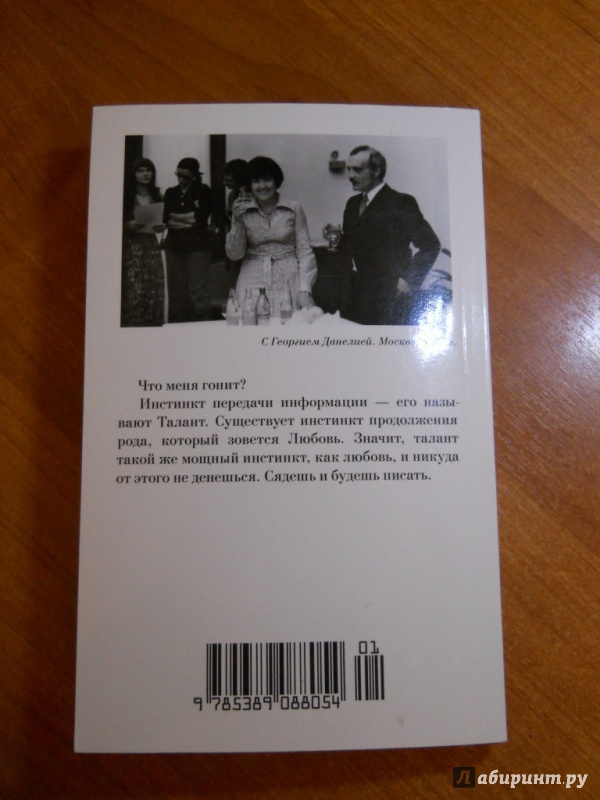 С Георгием Данелией. Москва,
Что меня гонит?
Инстинкт передачи информации — его назы-
вают Талант. Существует инстинкт продолжения
рода, который зовется Любовь. Значит, талант
такой же мощный инстинкт, как любовь, и никуда
от этого не денешься. Сядешь и будешь писать.
01
9 785389 088054
Лабиринт.ру